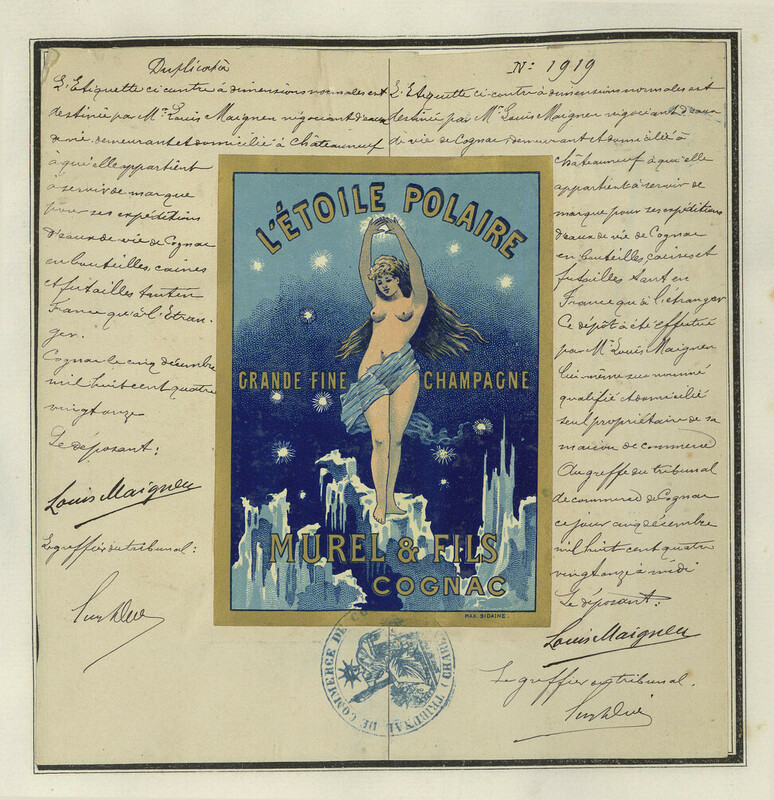 Duplicata
L'Etiquette ci contre à dimensions normales est
destinée par Mr Louis Maignen négociant d'eaux
de vie, demeurant et domicilié à Châteauneuf
à qui elle appartient
à servir de marque
pour ses expéditions
d'eaux de vie de Cognac
en bouteilles, caisses
et futailles tant en
France qu'à l'Etran-
ger.
Cognac le cinq décembre
mil huit cent quatre
vingt onze
Le déposant:
Louis Maignen
Le greffier du tribunal:
L'ÉTOILE POLAIRE
GRANDE FINE CHAMPAGNE
MUREL & FILS
COGNAC
MAX. SIDAINE.
TRIBUNAL DE COMMERCE DE
No: 1919
L'Etiquette ci contre à dimensions normales est
destinée par Mr Louis Maignen négociant d'eaux
de vie de Cognac demeurant et domicilié à
Châteauneuf à qui elle
appartient à servir de
marque pour ses expéditions
d'eaux de vie de Cognac
en bouteilles caisses et
futailles tant en
France qu'à l'étranger
Ce dépôt a été effectué
par Mr Louis Maignen
lui même sus nommé
qualifié et domicilié
seul propriétaire de sa
maison de commerce
Au greffe du tribunal
de commerce de Cognac
ce jour cinq décembre
mil huit cent quatre
vingt onze à midi
Le déposant:
Louis Maignen
Le greffier du tribunal.